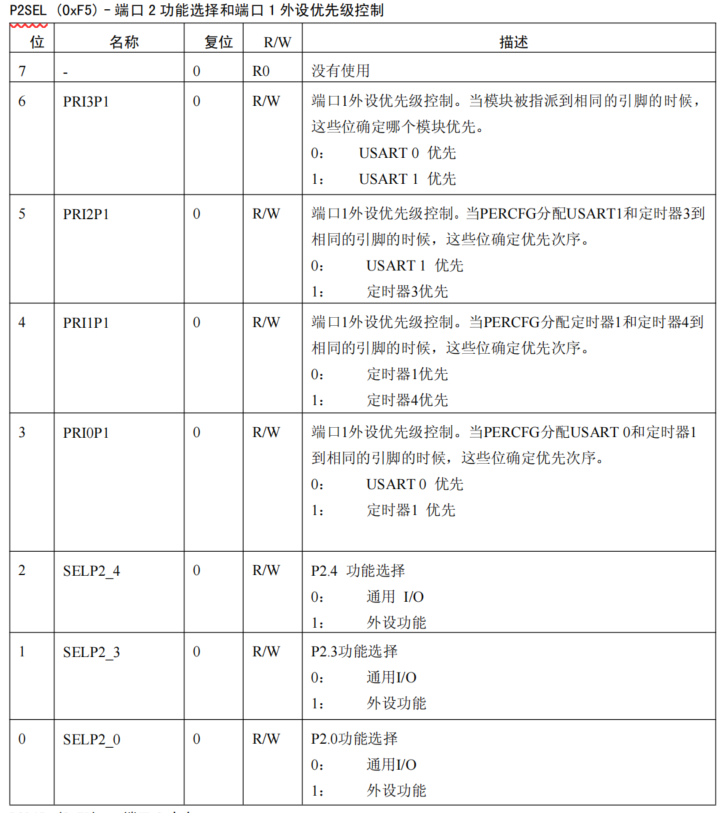 P2SEL (0xF5)-端口2功能选择和端口1外设优先级控制
位 名称 复位 R/W 描述
7 - 0 R0 没有使用
6 PRI3P1 0 R/W 端口1外设优先级控制。当模块被指派到相同的引脚的时候，
这些位确定哪个模块优先。
0： USART 0 优先
1： USART 1 优先
5 PRI2P1 0 R/W 端口1外设优先级控制。当PERCFG分配USART1和定时器3到
相同的引脚的时候，这些位确定优先次序。
0： USART 1 优先
1： 定时器3优先
4 PRI1P1 0 R/W 端口1外设优先级控制。当PERCFG分配定时器1和定时器4到
相同的引脚的时候，这些位确定优先次序。
0： 定时器1优先
1： 定时器4优先
3 PRI0P1 0 R/W 端口1外设优先级控制。当PERCFG分配USART 0和定时器1
到相同的引脚的时候，这些位确定优先次序。
0： USART 0 优先
1： 定时器1 优先
2 SELP2_4 0 R/W P2.4 功能选择
0： 通用 I/O
1： 外设功能
1 SELP2_3 0 R/W P2.3功能选择
0： 通用I/O
1： 外设功能
0 SELP2_0 0 R/W P2.0功能选择
0： 通用I/O
1： 外设功能